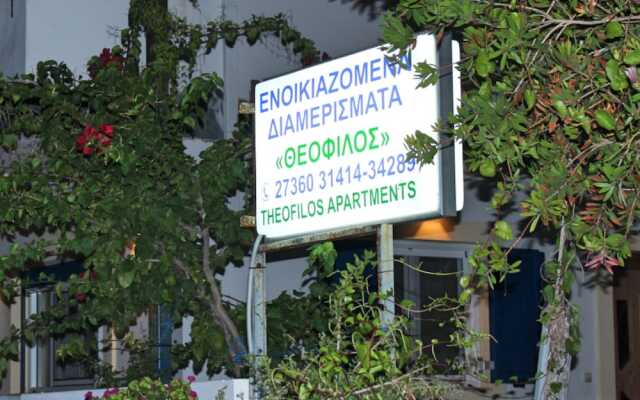 ΕΝΟΙΚΙΑΖΟΜΕΝΑ
ΔΙΑΜΕΡΙΣΜΑΤΑ
«ΘΕΟΦΙΛΟΣ»
27360 31414-34289
THEOFILOS APARTMENTS